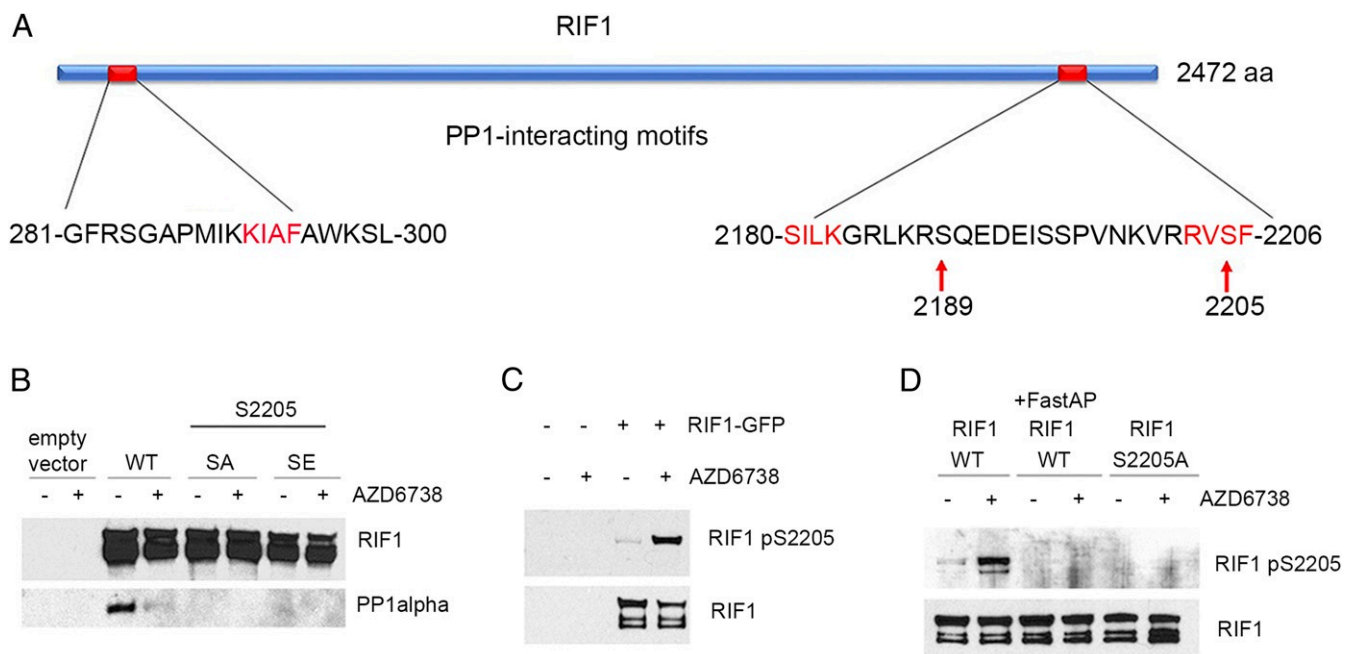 A
RIF1
2472 aa
PP1-interacting motifs
281-GFRSGAPMIKKIAFAWKSL-300
2180-SILKGRLKRSQEDEISSPVNKVRRVSF-2206
2189
2205
B
S2205
empty
vector
WT
SA
SE
- + - + - + - + AZD6738
RIF1
PP1alpha
C
- - + + RIF1-GFP
- + - + AZD6738
RIF1 pS2205
RIF1
D
+FastAP
RIF1 RIF1 RIF1
WT WT S2205A
- + - + - + AZD6738
RIF1 pS2205
RIF1